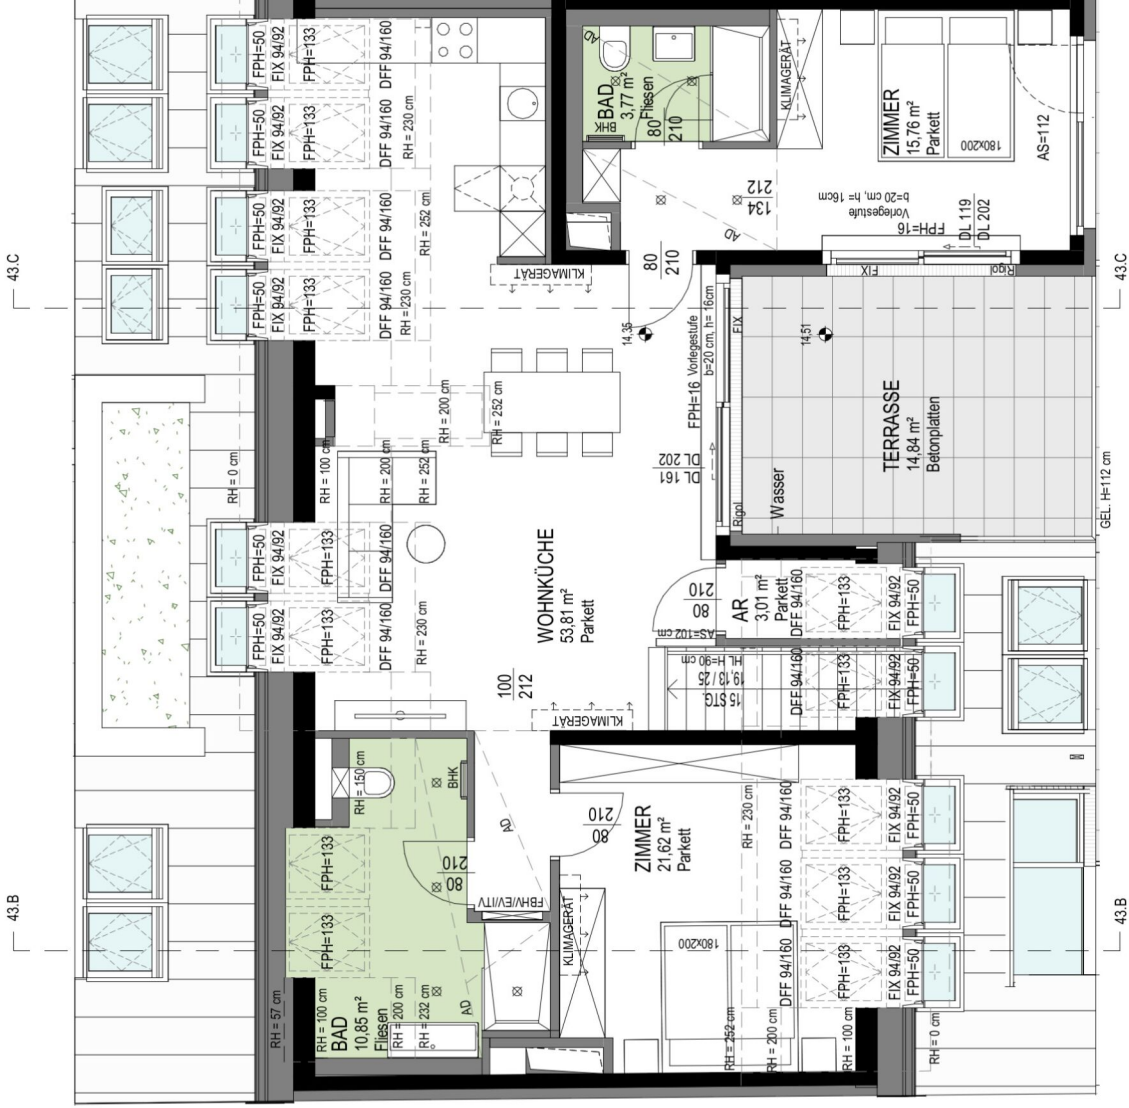 FPH=50
FIX 94/92
FPH=133
DFF 94/160
FPH=50
FIX 94/92
FPH=133
DFF 94/160
RH = 230 cm
FPH=50
FIX 94/92
FPH=133
DFF 94/160
RH = 252 cm
FPH=50
FIX 94/92
FPH=133
DFF 94/160
RH = 230 cm
AD
BAD
3,77 m²
Fliesen
BHK
80
210
KLIMAGERÄT
ZIMMER
15,76 m²
Parkett
180x200
AS=112
212
134
AD
Vorlegestufe
b=20 cm, h= 16cm
FPH=16
DL 119
DL 202
FIX
Rigol
43.C
43.C
KLIMAGERÄT
80
210
14,35
FPH=16 Vorlegestufe
b=20 cm, h= 16cm
FIX
14,51
TERRASSE
14,84 m²
Betonplatten
DL 202
DL 161
Rigol
Wasser
GEL. H=112 cm
RH = 200 cm
RH = 252 cm
RH = 0 cm
RH = 100 cm
RH = 200 cm
RH = 252 cm
FPH=50
FIX 94/92
FPH=133
DFF 94/160
FPH=50
FIX 94/92
FPH=133
DFF 94/160
RH = 230 cm
WOHNKÜCHE
53,81 m²
Parkett
100
212
KLIMAGERÄT
210
80
AR
3,01 m²
Parkett
AS=102 cm
DFF 94/160
FPH=133
FIX 94/92
FPH=50
15 STG.
19,13 / 25
HL H=90 cm
DFF 94/160
FPH=133
FIX 94/92
FPH=50
RH = 150 cm
BHK
AD
210
80
FPH=133
FPH=133
FBHV/EV/ITV
210
80
ZIMMER
21,62 m²
Parkett
RH = 230 cm
DFF 94/160
FPH=133
FIX 94/92
FPH=50
DFF 94/160
FPH=133
FIX 94/92
FPH=50
DFF 94/160
FPH=133
FIX 94/92
FPH=50
43.B
43.B
KLIMAGERÄT
180x200
RH = 57 cm
RH = 100 cm
BAD
10,85 m²
Fliesen
RH = 200 cm
RH = 232 cm
AD
RH = 252 cm
RH = 200 cm
RH = 100 cm
RH = 0 cm